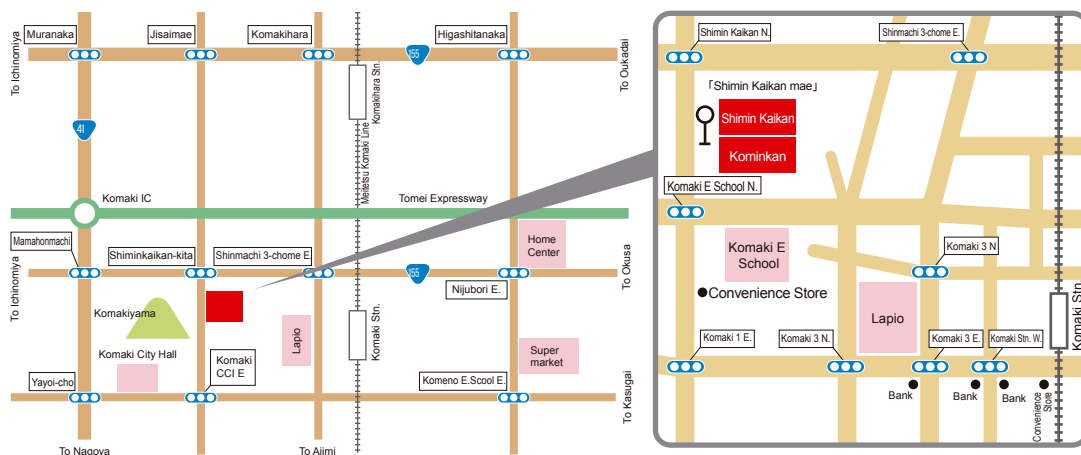 Muranaka
Jisaimae
Komakihara
Higashitanaka
To Ichinomiya
155
To Oukadai
Komakihara Stn.
Meitetsu Komaki Line
41
Komaki IC
Tomei Expressway
Mamahonmachi
Shiminkaikan-kita
Shinmachi 3-chome E.
155
Home
Center
To Ichinomiya
To Okusa
Nijubori E.
Komakiyama
Lapio
Komaki Stn.
Komaki City Hall
Komaki
CCI E
Super
market
Yayoi-cho
Komeno E.Scool E.
To Kasugai
To Nagoya
To Ajimi
Shimin Kaikan N.
Shinmachi 3-chome E.
「Shimin Kaikan mae」
Shimin Kaikan
Kominkan
Komaki E School N.
Komaki E
School
Komaki 3 N
Convenience Store
Lapio
Komaki Stn.
Komaki 1 E.
Komaki 3 N.
Komaki 3 E.
Komaki Stn. W.
Bank
Bank
Bank
Convenience
Store